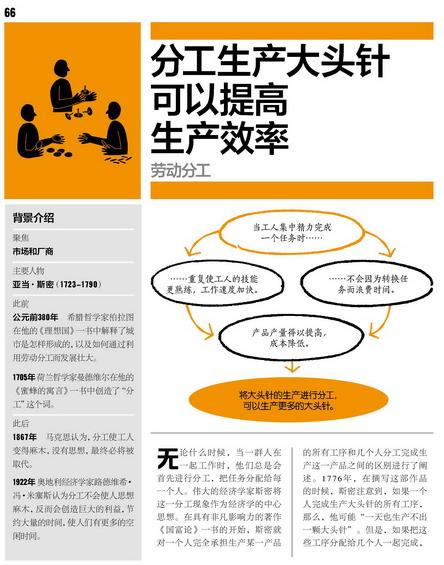 66
分工生产大头针
可以提高
生产效率
劳动分工
背景介绍
聚焦
市场和厂商
主要人物
亚当·斯密（1723—1790）
此前
公元前380年　希腊哲学家柏拉图
在他的《理想国》一书中解释了城
市是怎样形成的，以及如何通过利
用劳动分工而发展壮大。
1705年 荷兰哲学家曼德维尔在他的
《蜜蜂的寓言》一书中创造了“分
工”这个词。
此后
1867年　马克思认为，分工使工人
变得麻木，没有思想，最终必将被
取代。
1922年 奥地利经济学家路德维希·
冯·米塞斯认为分工不会使人思想
麻木，反而会创造巨大的利益，节
约大量的时间，使人们有更多的空
闲时间。
当工人集中精力完成
一个任务时……
……重复使工人的技能
更熟练，工作速度加快。
……不会因为转换任
务而浪费时间。
产品产量得以提高，
成本降低。
将大头针的生产进行分工，
可以生产更多的大头针。
无论什么时候，当一群人在
一起工作时，他们总是会
首先进行分工，把任务分配给每
一个人。伟大的经济学家斯密将
这一分工现象作为经济学的中心
思想。在具有非凡影响力的著作
《国富论》一书的开始，斯密就
对一个人完全承担生产某一产品
的所有工序和几个人分工完成生
产这一产品之间的区别进行了阐
述。1776年，在撰写这部作品
的时候，斯密注意到，如果一个
人完成生产大头针的所有工序，
那么，他可能“一天也生产不出
一颗大头针”。但是，如果把这
些工序分配给几个人一起完成，